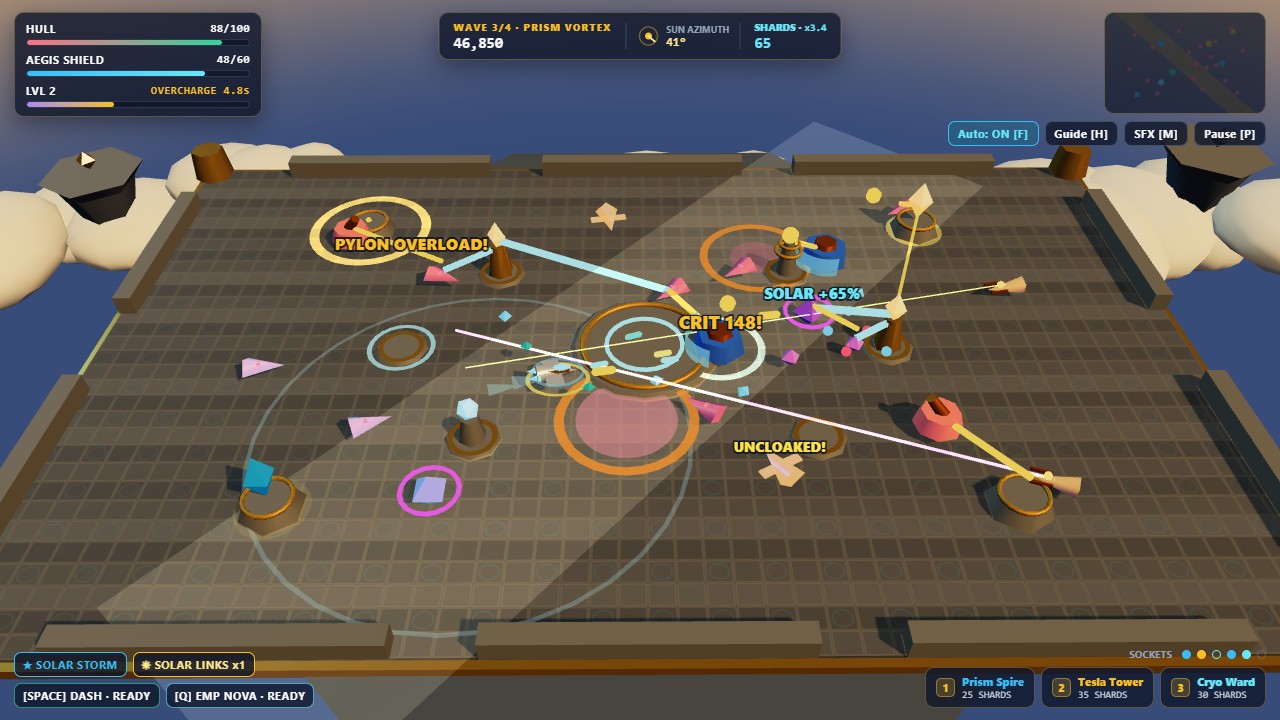 HULL 88/100
AEGIS SHIELD 48/60
LVL 2 OVERCHARGE 4.8s
WAVE 3/4 · PRISM VORTEX
46,850
SUN AZIMUTH
41°
SHARDS · x3.4
65
Auto: ON [F]
Guide [H]
SFX [M]
Pause [P]
PYLON OVERLOAD!
SOLAR +65%
CRIT 148!
UNCLOAKED!
★ SOLAR STORM
☀ SOLAR LINKS x1
[SPACE] DASH · READY
[Q] EMP NOVA · READY
SOCKETS
1 Prism Spire
25 SHARDS
2 Tesla Tower
35 SHARDS
3 Cryo Ward
30 SHARDS